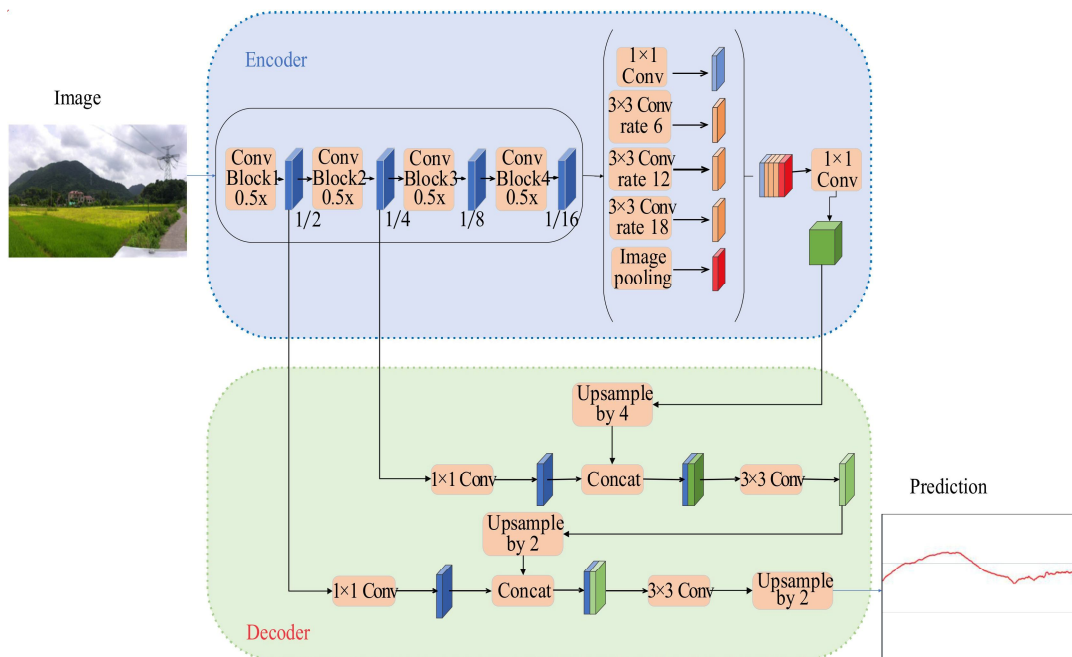 Encoder
Image
Conv
Block1
0.5x
1/2
Conv
Block2
0.5x
1/4
Conv
Block3
0.5x
1/8
Conv
Block4
0.5x
1/16
1×1
Conv
3×3 Conv
rate 6
3×3 Conv
rate 12
3×3 Conv
rate 18
Image
pooling
1×1
Conv
Upsample
by 4
1×1 Conv
Concat
3×3 Conv
Upsample
by 2
1×1 Conv
Concat
3×3 Conv
Upsample
by 2
Decoder
Prediction